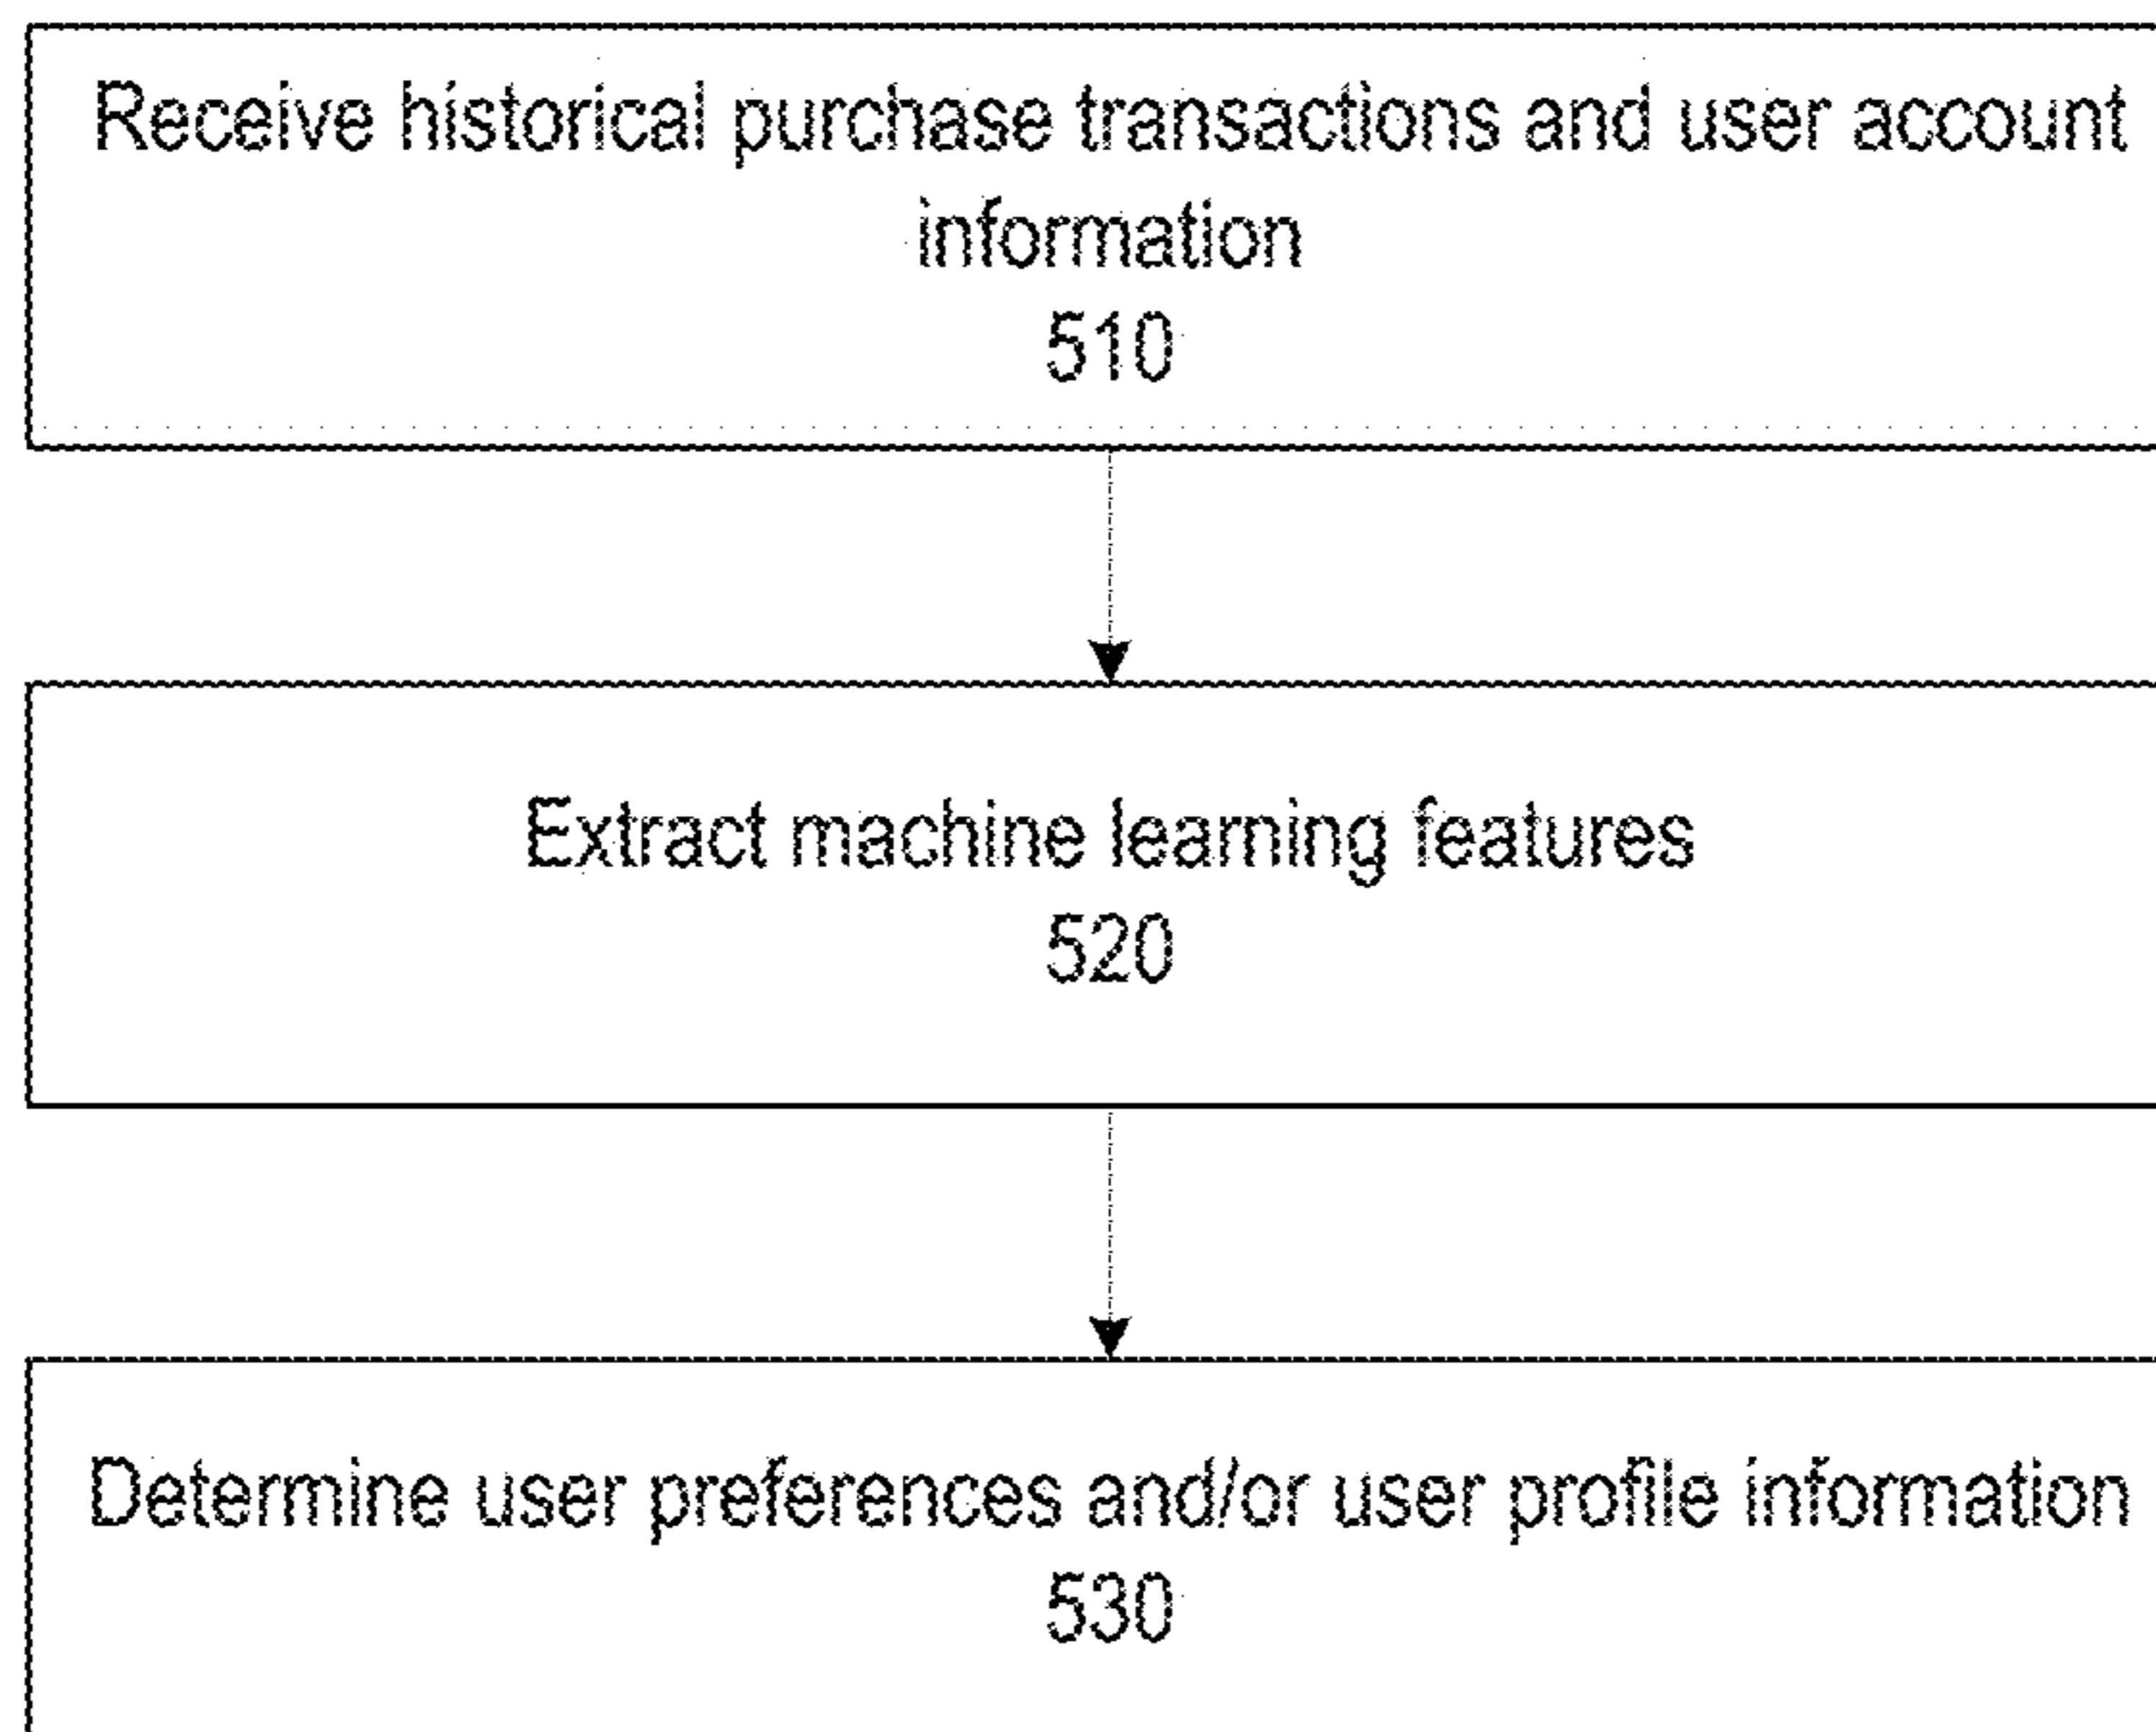 Receive historical purchase transactions and user account
information
510
Extract machine learning features
520
Determine user preferences and/or user profile information
530